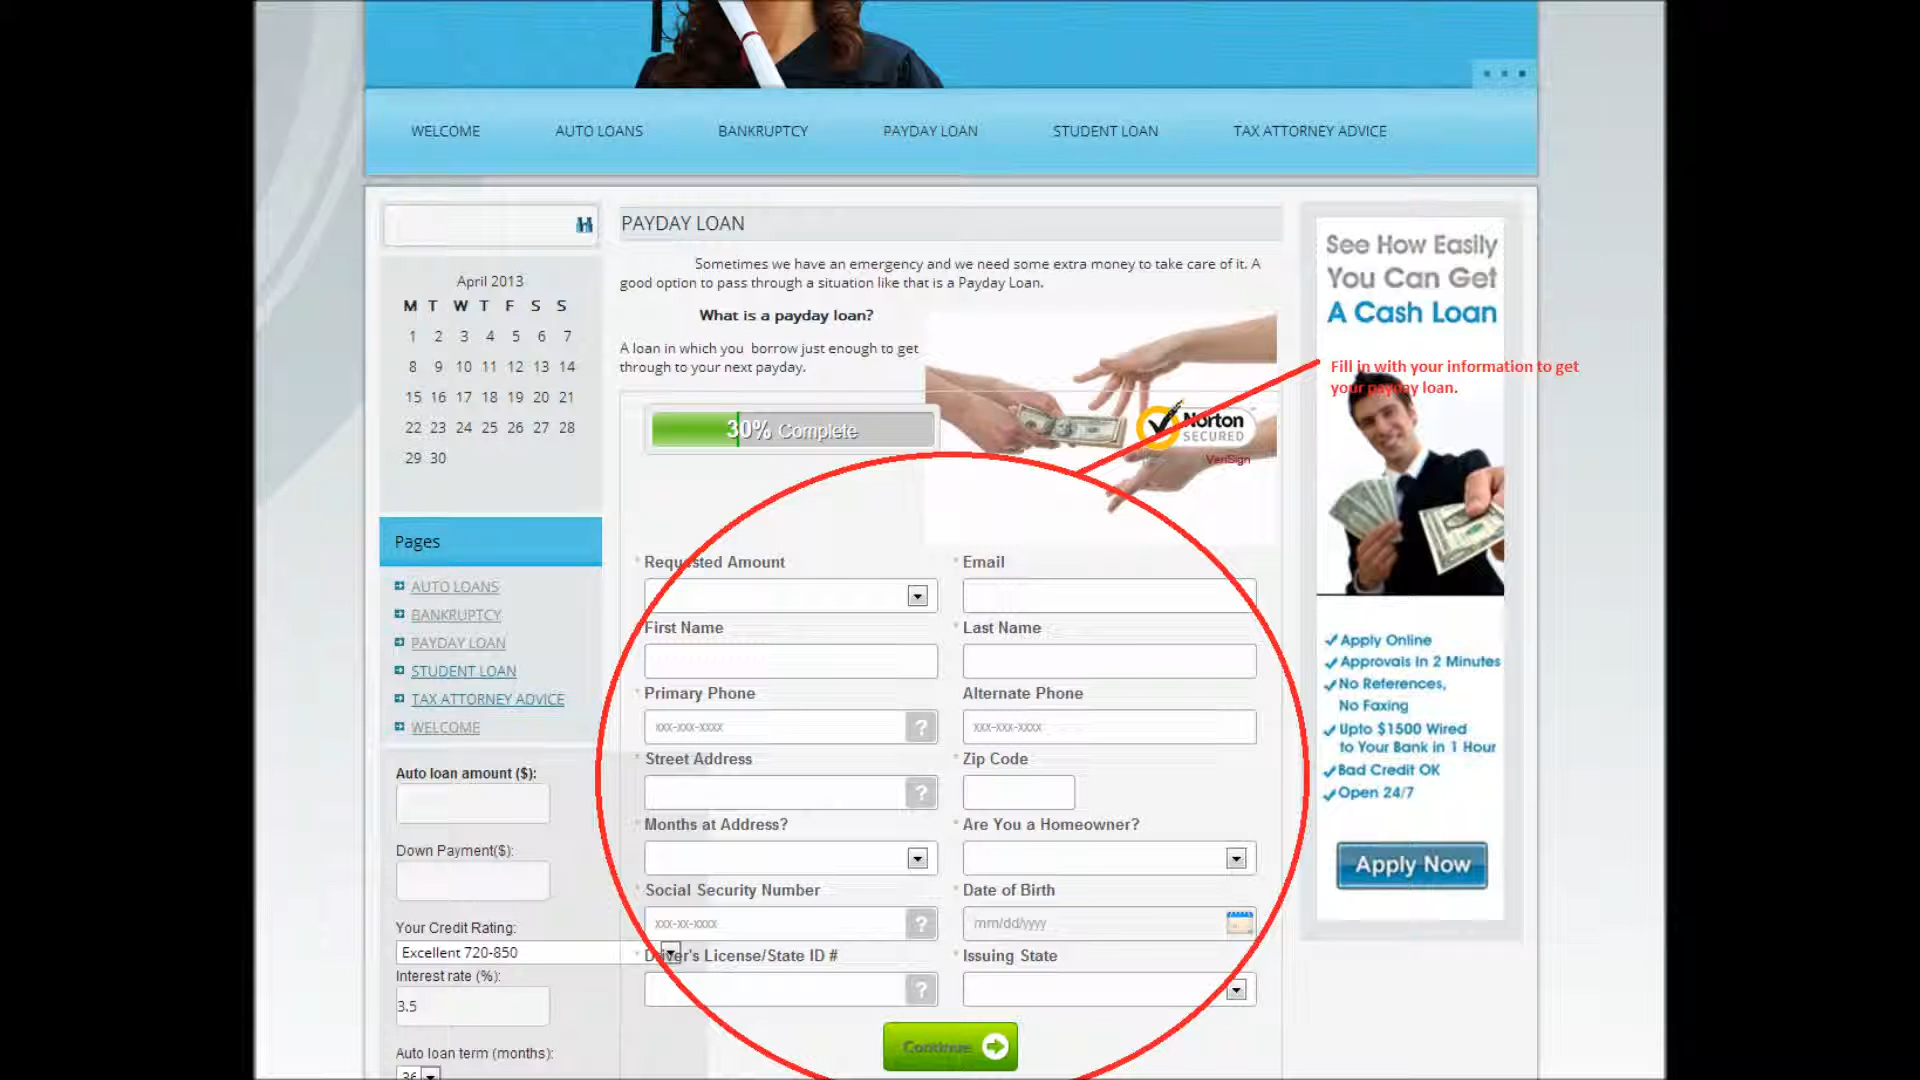 WELCOME AUTO LOANS BANKRUPTCY PAYDAY LOAN STUDENT LOAN TAX ATTORNEY ADVICE
April 2013
M T W T F S S
1 2 3 4 5 6 7
8 9 10 11 12 13 14
15 16 17 18 19 20 21
22 23 24 25 26 27 28
29 30
Pages
AUTO LOANS
BANKRUPTCY
PAYDAY LOAN
STUDENT LOAN
TAX ATTORNEY ADVICE
WELCOME
Auto loan amount ($):
Down Payment($):
Your Credit Rating:
Excellent 720-850
Interest rate (%):
3.5
Auto loan term (months):
36
PAYDAY LOAN
Sometimes we have an emergency and we need some extra money to take care of it. A
good option to pass through a situation like that is a Payday Loan.
What is a payday loan?
A loan in which you borrow just enough to get
through to your next payday.
30% Complete
Norton
SECURED
VeriSign
* Requested Amount * Email
* First Name * Last Name
* Primary Phone Alternate Phone
xxx-xxx-xxxx ? xxx-xxx-xxxx
* Street Address * Zip Code
?
* Months at Address? * Are You a Homeowner?
* Social Security Number * Date of Birth
xxx-xx-xxxx ? mm/dd/yyyy
* Driver's License/State ID # * Issuing State
?
Continue
See How Easily
You Can Get
A Cash Loan
Fill in with your information to get
your payday loan.
Apply Online
Approvals In 2 Minutes
No References,
No Faxing
Upto $1500 Wired
to Your Bank in 1 Hour
Bad Credit OK
Open 24/7
Apply Now